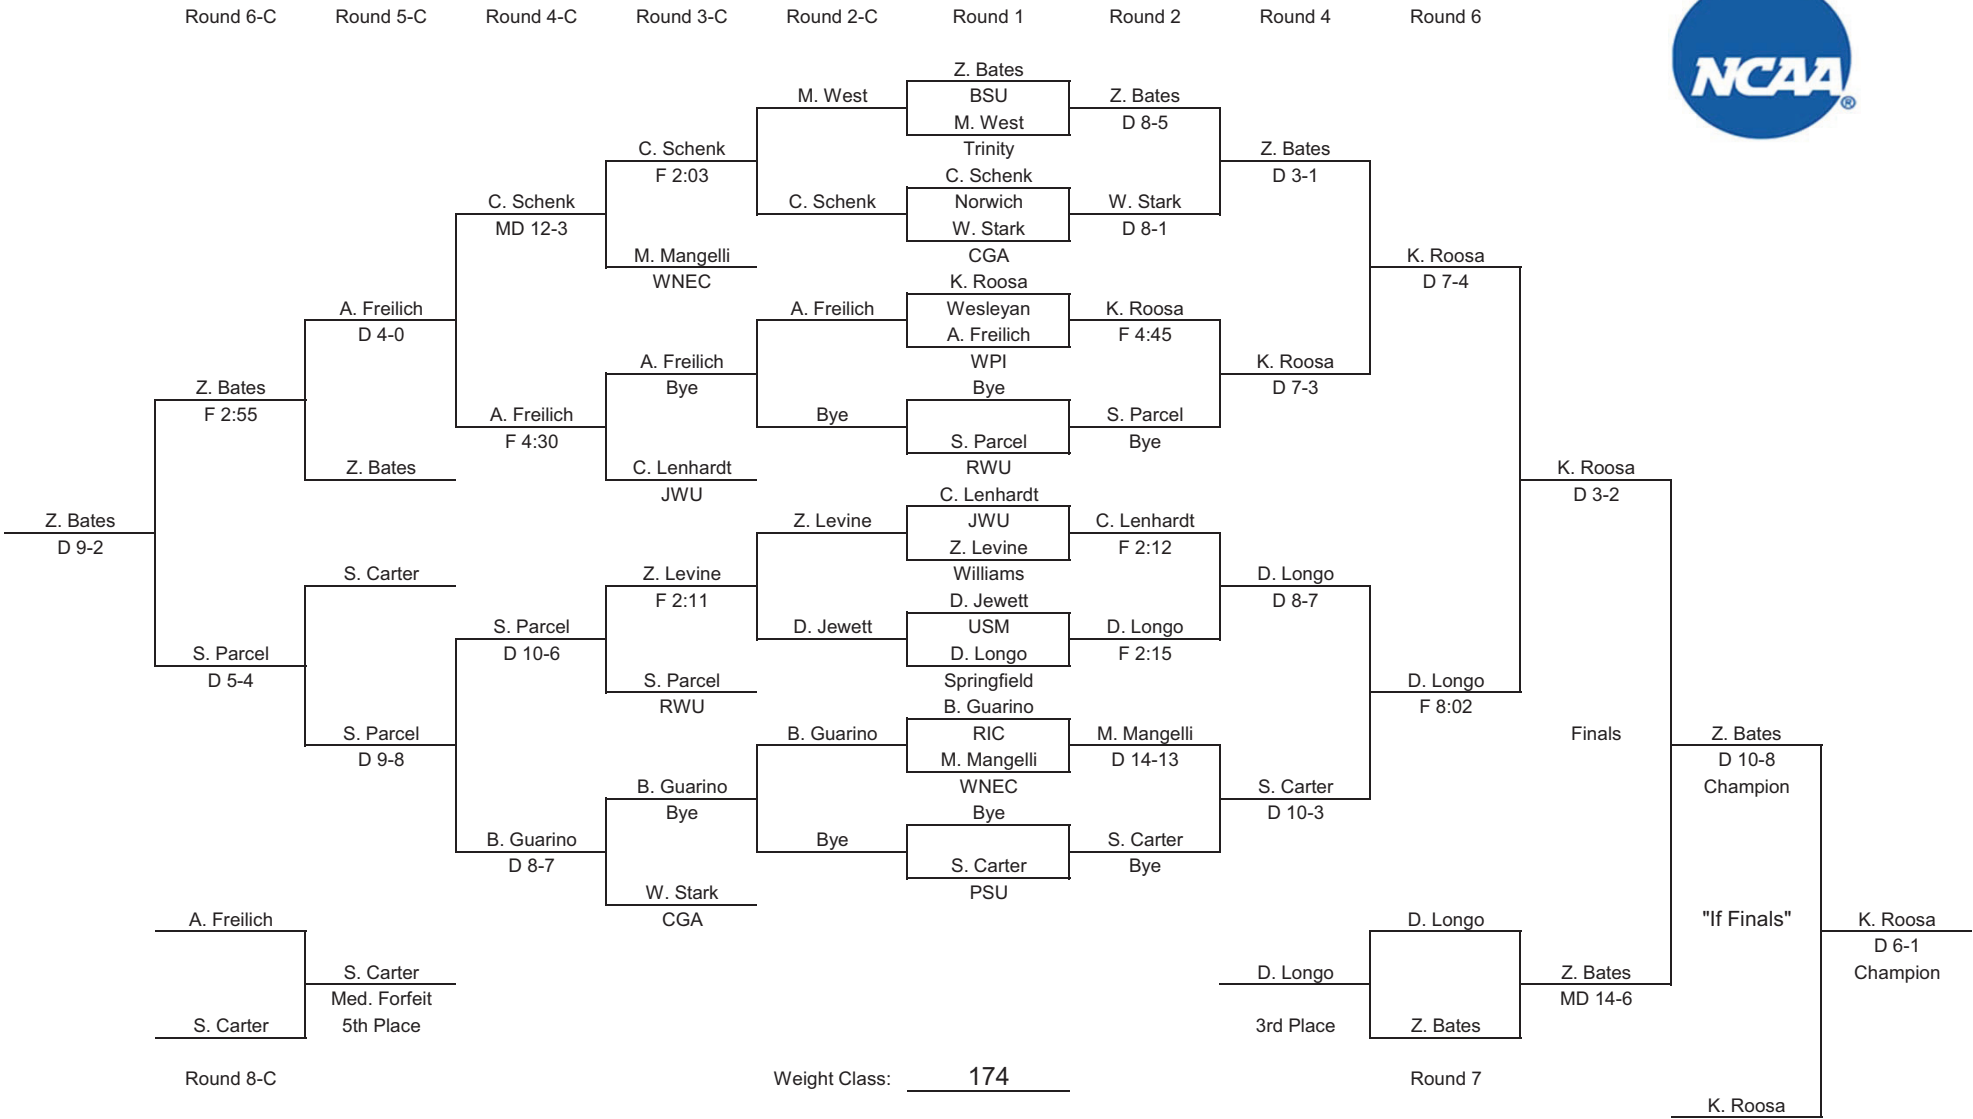 Round 6-C Round 5-C Round 4-C Round 3-C Round 2-C Round 1 Round 2 Round 4 Round 6
NCAA®
Z. Bates
M. West BSU Z. Bates
M. West D 8-5
C. Schenk Trinity Z. Bates
F 2:03 C. Schenk D 3-1
C. Schenk C. Schenk Norwich W. Stark
MD 12-3 W. Stark D 8-1
M. Mangelli CGA K. Roosa
WNEC K. Roosa D 7-4
A. Freilich A. Freilich Wesleyan K. Roosa
D 4-0 A. Freilich F 4:45
A. Freilich WPI K. Roosa
Z. Bates Bye Bye D 7-3
F 2:55 A. Freilich Bye S. Parcel
F 4:30 S. Parcel Bye
Z. Bates C. Lenhardt RWU K. Roosa
JWU C. Lenhardt D 3-2
Z. Bates Z. Levine JWU C. Lenhardt
D 9-2 Z. Levine F 2:12
S. Carter Z. Levine Williams D. Longo
F 2:11 D. Jewett D 8-7
S. Parcel D. Jewett USM D. Longo
S. Parcel D 10-6 D. Longo F 2:15
D 5-4 S. Parcel Springfield D. Longo
RWU B. Guarino F 8:02
S. Parcel B. Guarino RIC M. Mangelli Finals Z. Bates
D 9-8 M. Mangelli D 14-13 D 10-8
B. Guarino WNEC S. Carter Champion
Bye Bye D 10-3
B. Guarino Bye S. Carter
D 8-7 S. Carter Bye
W. Stark PSU
A. Freilich CGA D. Longo "If Finals" K. Roosa
D 6-1
S. Carter D. Longo Z. Bates Champion
Med. Forfeit MD 14-6
S. Carter 5th Place 3rd Place Z. Bates
Round 8-C Weight Class: 174 Round 7
K. Roosa